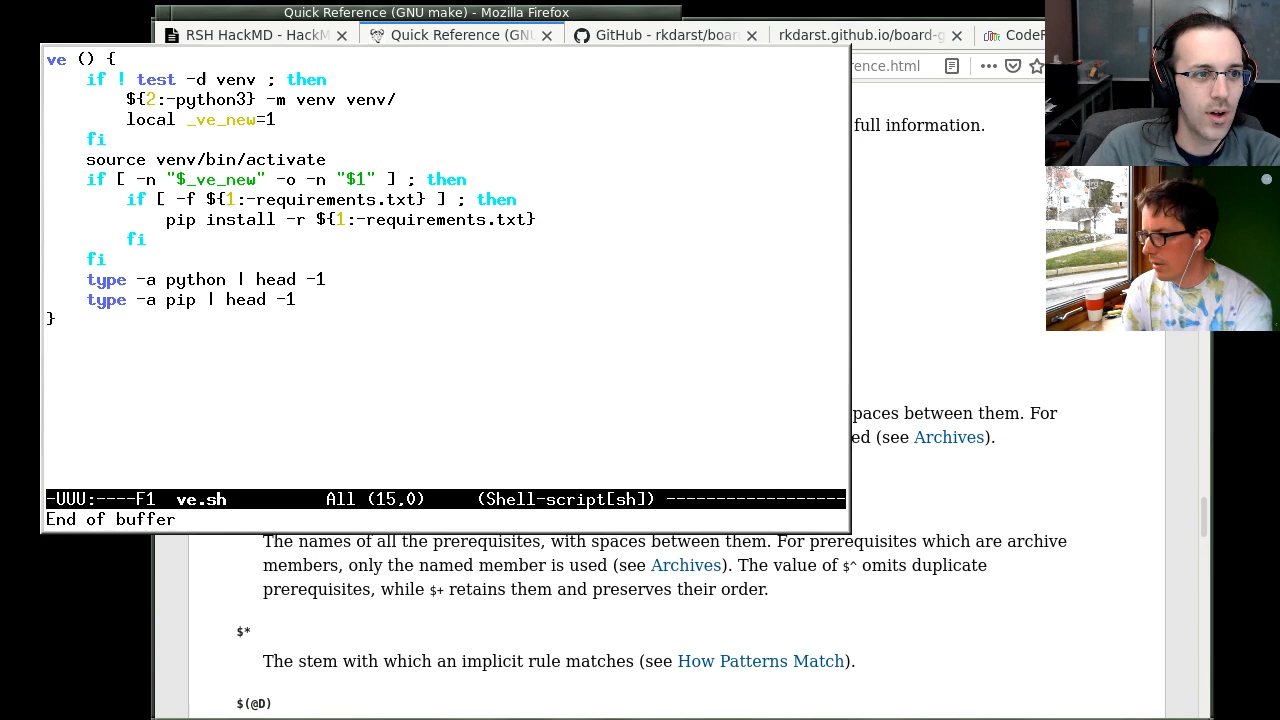 Quick Reference (GNU make) - Mozilla Firefox
RSH HackMD - HackM
Quick Reference (GNU
GitHub - rkdarst/board
rkdarst.github.io/board-g
CodeR
rence.html
ve () {
if ! test -d venv ; then
${2:-python3} -m venv venv/
local _ve_new=1
fi
source venv/bin/activate
if [ -n "$_ve_new" -o -n "$1" ] ; then
if [ -f ${1:-requirements.txt} ] ; then
pip install -r ${1:-requirements.txt}
fi
fi
type -a python | head -1
type -a pip | head -1
}
-UUU:----F1 ve.sh All (15,0) (Shell-script[sh]) ------------------
End of buffer
full information.
paces between them. For
ed (see Archives).
The names of all the prerequisites, with spaces between them. For prerequisites which are archive
members, only the named member is used (see Archives). The value of $^ omits duplicate
prerequisites, while $+ retains them and preserves their order.
$*
The stem with which an implicit rule matches (see How Patterns Match).
$(@D)